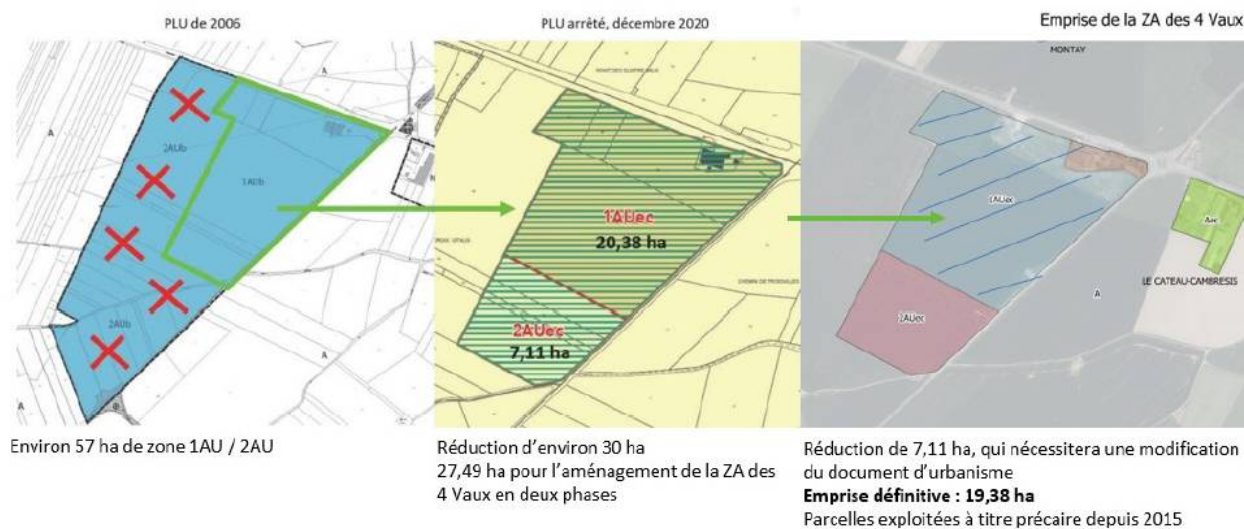 PLU de 2006
PLU arrêté, décembre 2020
Emprise de la ZA des 4 Vaux
A
2AUb
1AUb
A
N
2AUb
A
A
1AUec
20,38 ha
2AUec
7,11 ha
CHEMIN DE
MONTAY
1AUec
Aec
LE CATEAU-CAMBRESIS
A
2AUec
Environ 57 ha de zone 1AU / 2AU
Réduction d'environ 30 ha
27,49 ha pour l'aménagement de la ZA des
4 Vaux en deux phases
Réduction de 7,11 ha, qui nécessitera une modification
du document d'urbanisme
Emprise définitive : 19,38 ha
Parcelles exploitées à titre précaire depuis 2015